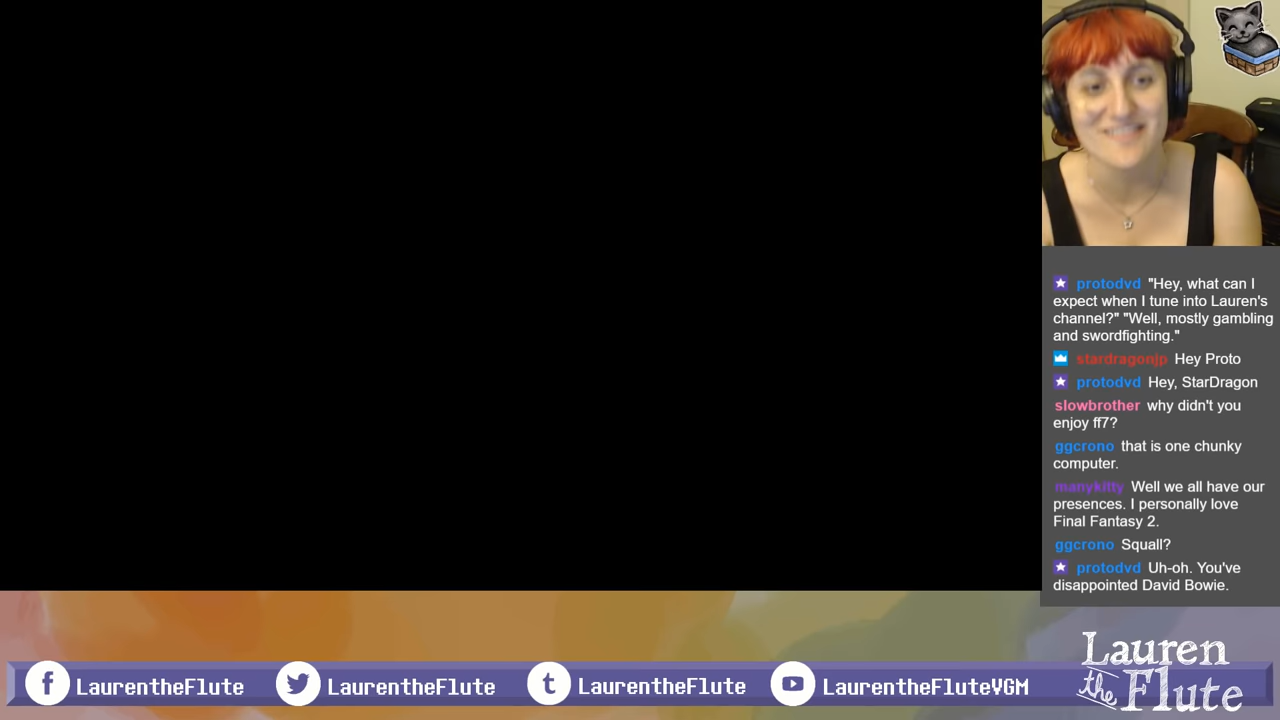 protodvd "Hey, what can I
expect when I tune into Lauren's
channel?" "Well, mostly gambling
and swordfighting."
stardragonjp Hey Proto
protodvd Hey, StarDragon
slowbrother why didn't you
enjoy ff7?
ggcrono that is one chunky
computer.
manykitty Well we all have our
presences. I personally love
Final Fantasy 2.
ggcrono Squall?
protodvd Uh-oh. You've
disappointed David Bowie.
f LaurentheFlute
LaurentheFlute
t LaurentheFlute
LaurentheFluteVGM
Lauren
the Flute